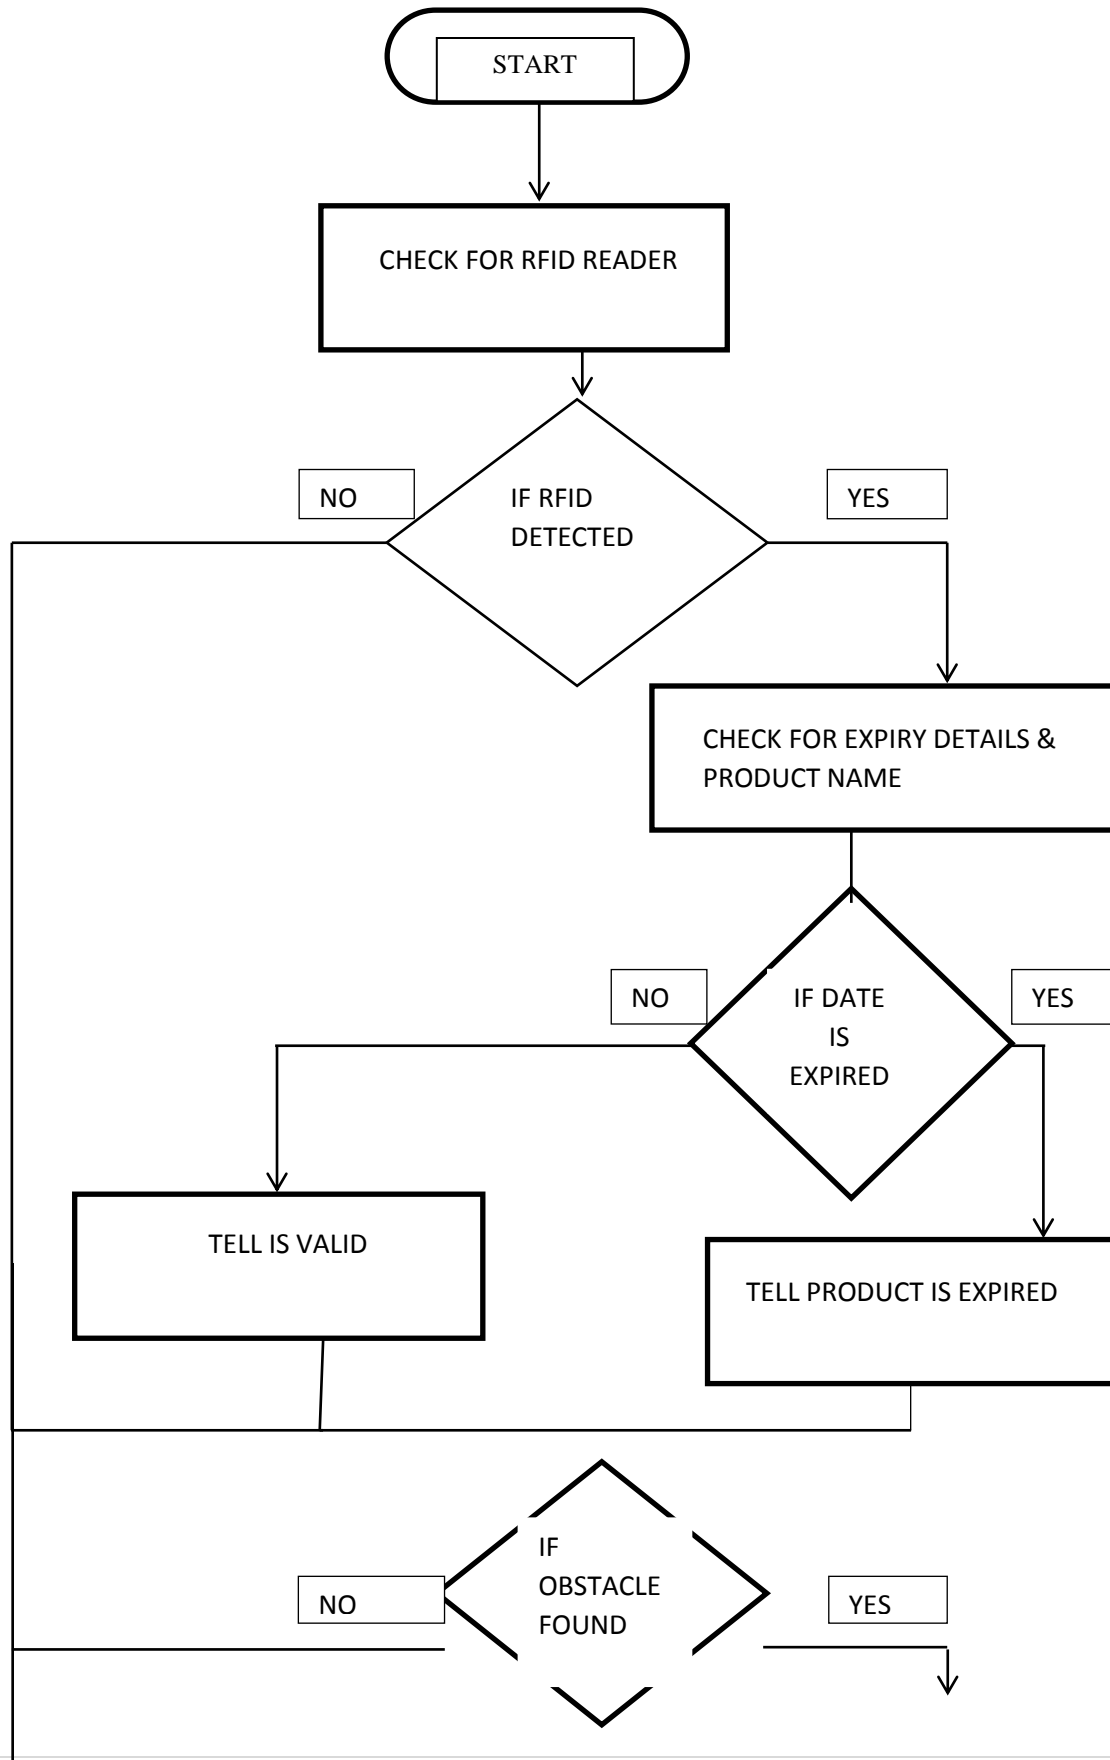 START
CHECK FOR RFID READER
NO
IF RFID
DETECTED
YES
CHECK FOR EXPIRY DETAILS &
PRODUCT NAME
NO
IF DATE
IS
EXPIRED
YES
TELL IS VALID
TELL PRODUCT IS EXPIRED
NO
IF
OBSTACLE
FOUND
YES